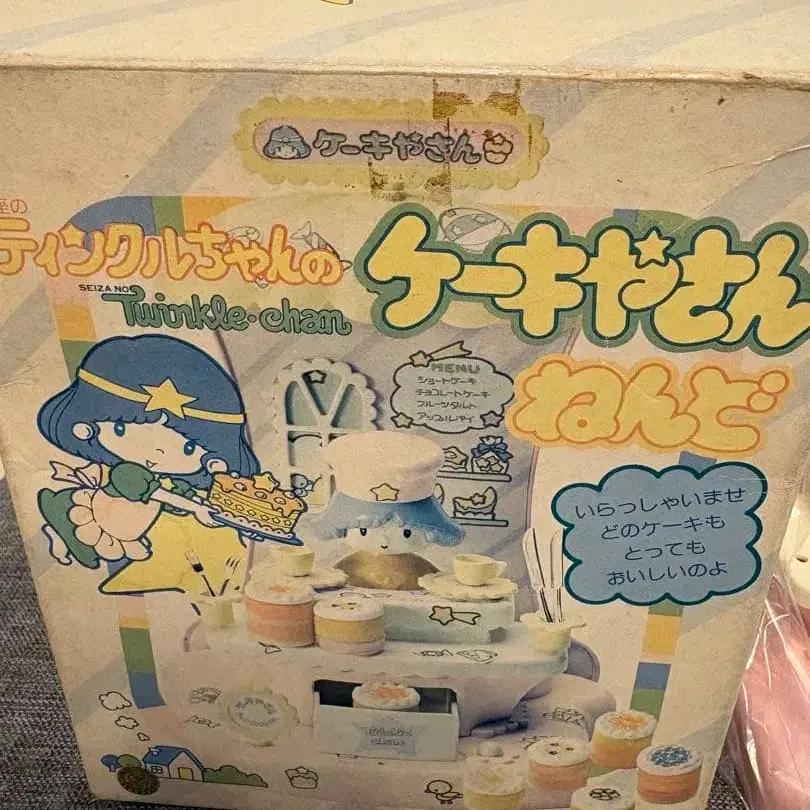 ケーキやさん
座の
ティンクルちゃんの
SEIZA NO
Twinkle・chan
ケーキやさん
ねんど
MENU
ショートケーキ
チョコレートケーキ
フルーツタルト
アップルパイ
いらっしゃいませ
どのケーキも
とっても
おいしいのよ